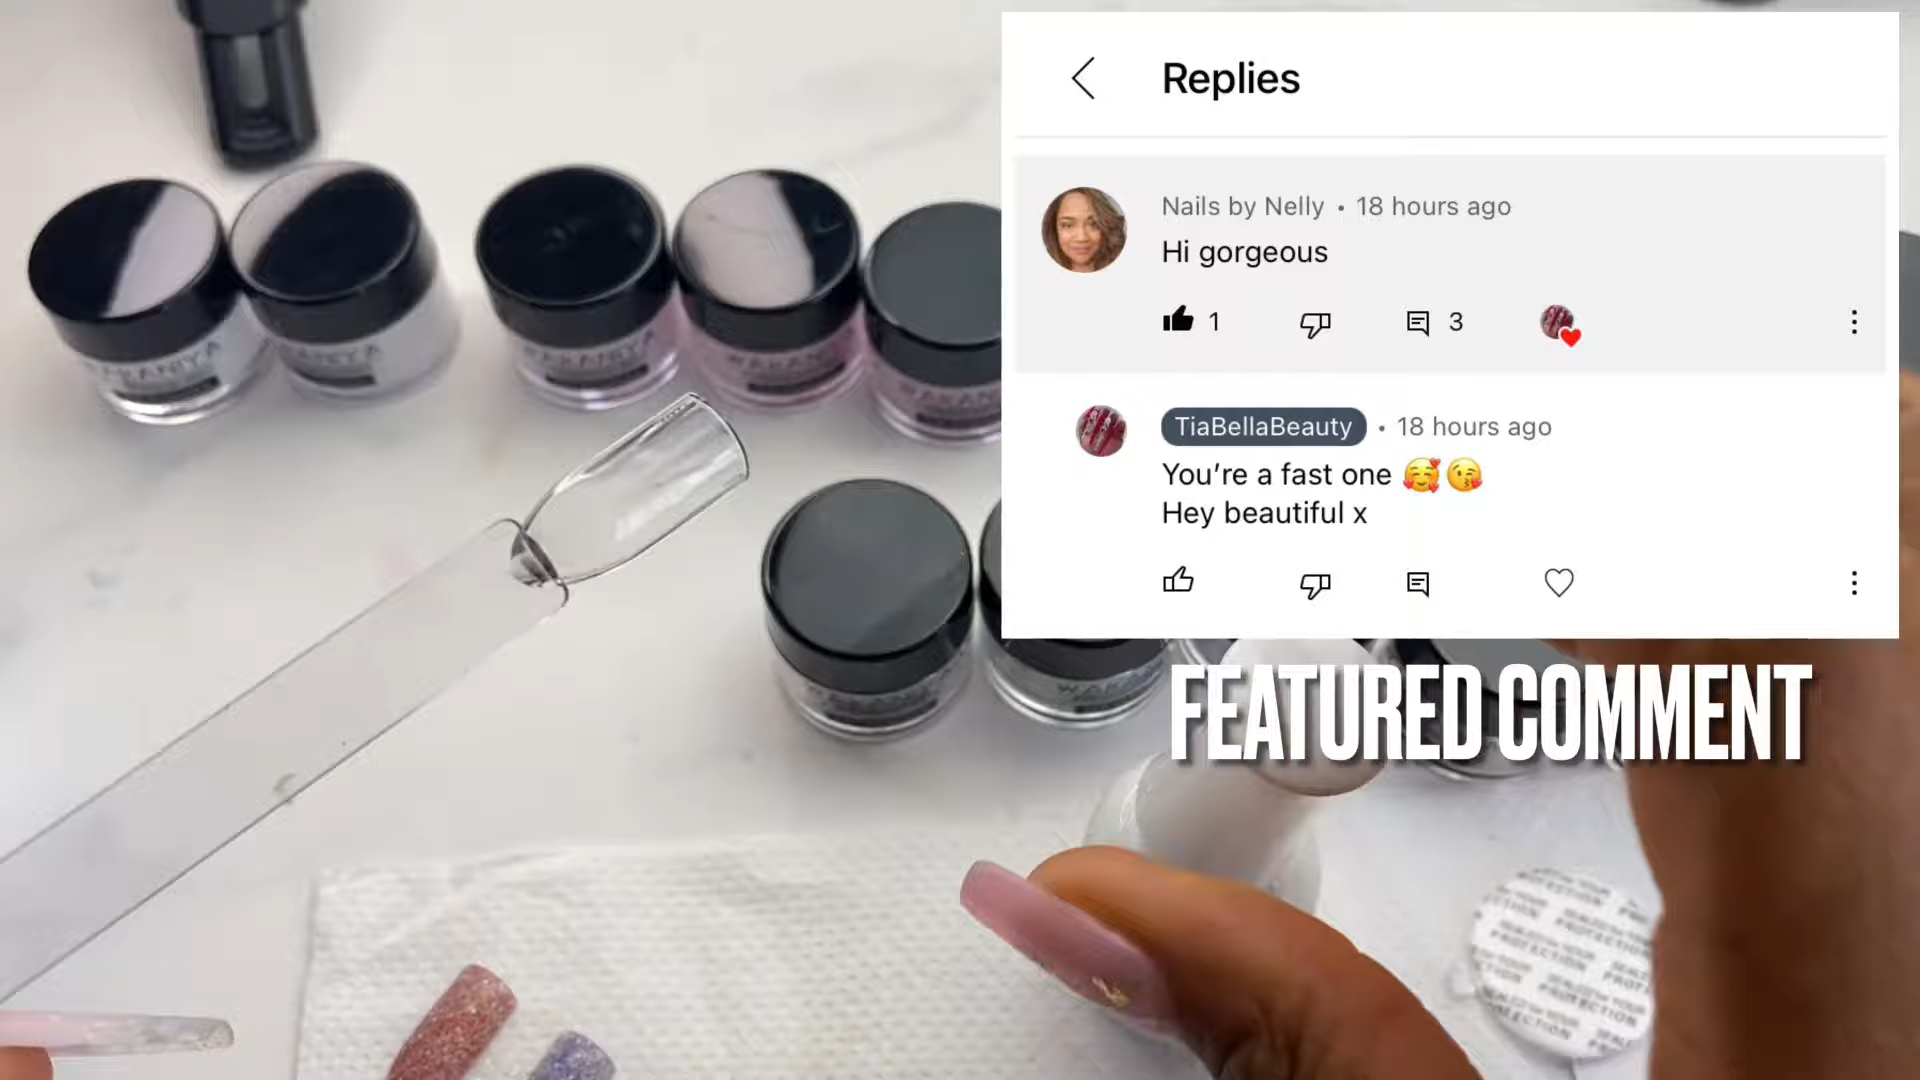 Replies
Nails by Nelly • 18 hours ago
Hi gorgeous
1
3
TiaBellaBeauty • 18 hours ago
You’re a fast one 🥰😘
Hey beautiful x
FEATURED COMMENT
PROTECTION